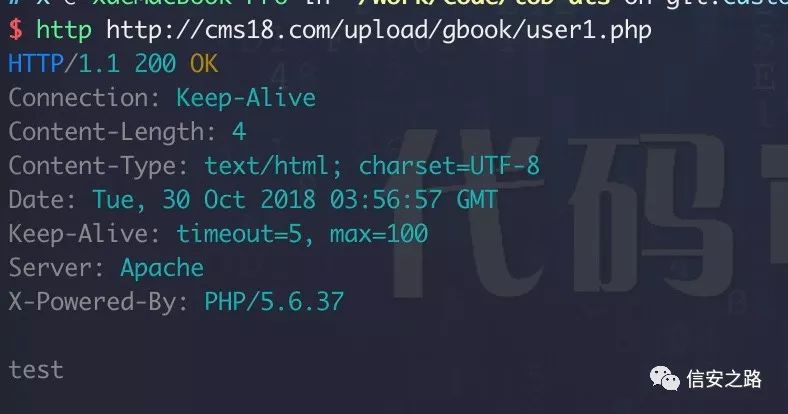 $ http http://cms18.com/upload/gbook/user1.php
HTTP/1.1 200 OK
Connection: Keep-Alive
Content-Length: 4
Content-Type: text/html; charset=UTF-8
Date: Tue, 30 Oct 2018 03:56:57 GMT
Keep-Alive: timeout=5, max=100
Server: Apache
X-Powered-By: PHP/5.6.37
代码
test
信安之路